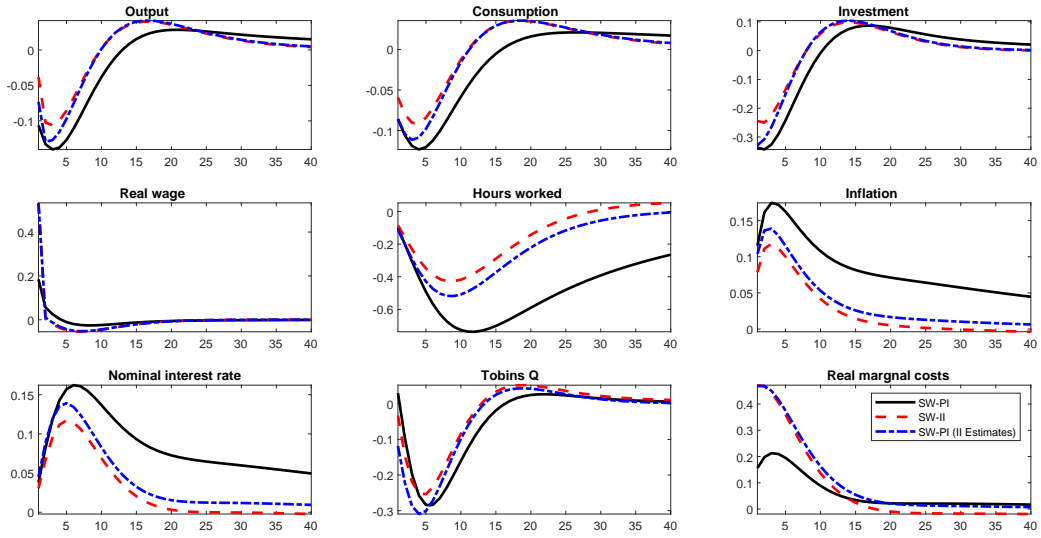 Output
Consumption
Investment
0
-0.05
-0.1
5 10 15 20 25 30 35 40
0
-0.05
-0.1
5 10 15 20 25 30 35 40
0.1
0
-0.1
-0.2
-0.3
5 10 15 20 25 30 35 40
Real wage
Hours worked
Inflation
0.4
0.2
0
5 10 15 20 25 30 35 40
0
-0.2
-0.4
-0.6
5 10 15 20 25 30 35 40
0.15
0.1
0.05
0
5 10 15 20 25 30 35 40
Nominal interest rate
Tobins Q
Real margnal costs
0.15
0.1
0.05
0
5 10 15 20 25 30 35 40
0
-0.1
-0.2
-0.3
5 10 15 20 25 30 35 40
0.4
0.3
0.2
0.1
0
5 10 15 20 25 30 35 40
SW-PI
SW-II
SW-PI (II Estimates)